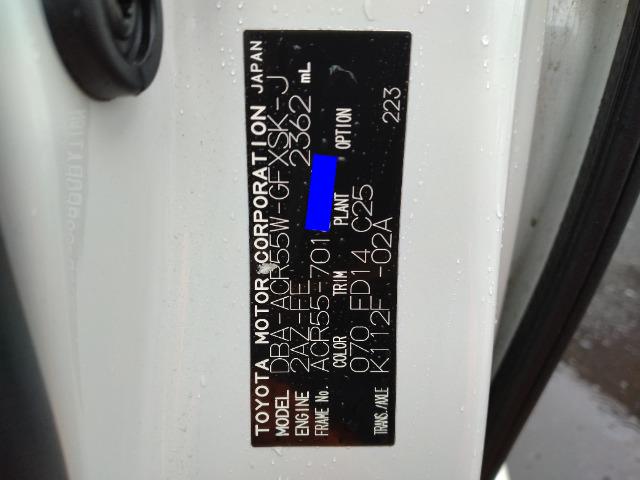 TOYOTA MOTOR CORPORATION JAPAN
MODEL DBA-ACR55W-GFXSK-J
ENGINE 2AZ-FE 2362 mL
FRAME No. ACR55-701
COLOR TRIM PLANT OPTION
070 FD14 C25 223
TRANS./AXLE K112F -02A